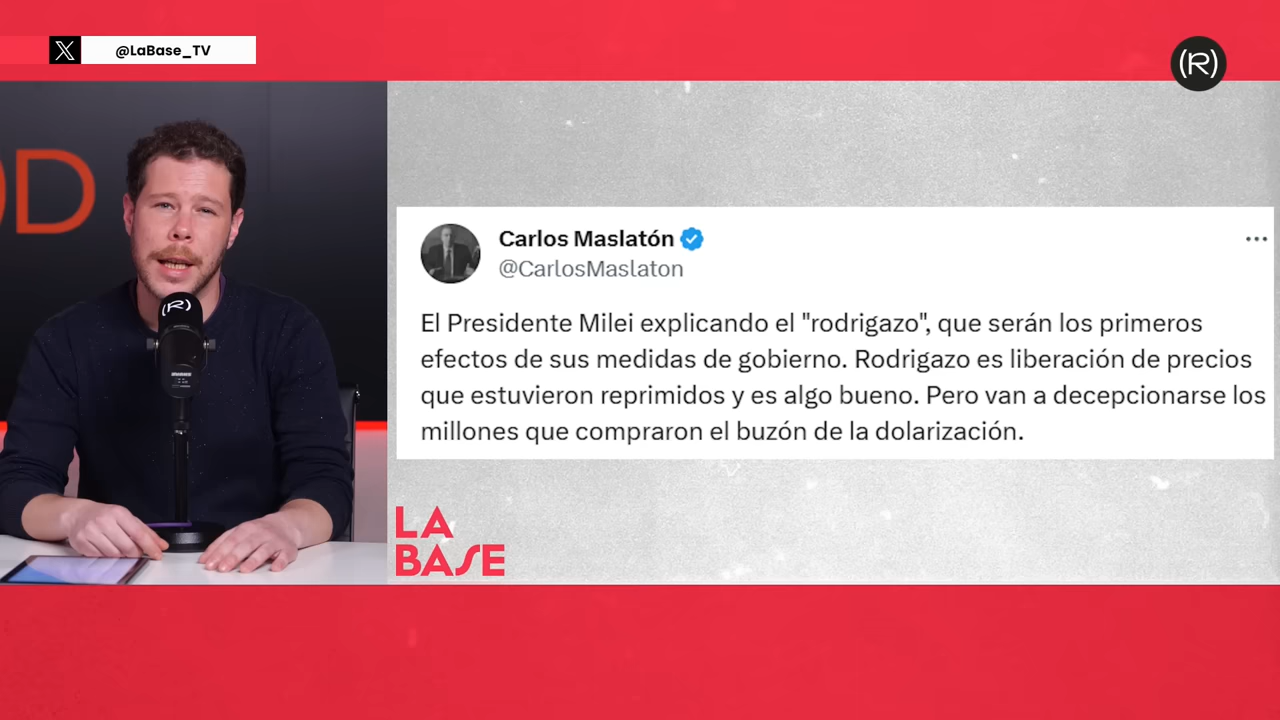 @LaBase_TV
(R)
D
(R)
Carlos Maslatón
@CarlosMaslaton
El Presidente Milei explicando el "rodrigazo", que serán los primeros
efectos de sus medidas de gobierno. Rodrigazo es liberación de precios
que estuvieron reprimidos y es algo bueno. Pero van a decepcionarse los
millones que compraron el buzón de la dolarización.
LA
BASE